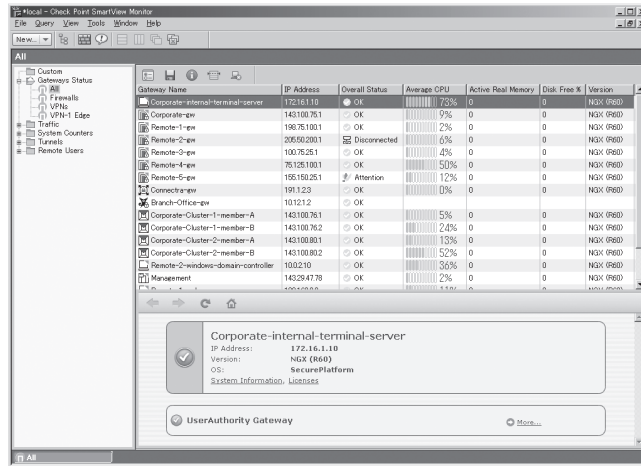 *local - Check Point SmartView Monitor
File Query View Tools Window Help
New...
All
Custom
Gateways Status
All
Firewalls
VPNs
VPN-1 Edge
Traffic
System Counters
Tunnels
Remote Users
Gateway Name IP Address Overall Status Average CPU Active Real Memory Disk Free % Version
Corporate-internal-terminal-server 172.16.1.10 OK 73% 0 0 NGX (R60)
Corporate-gw 143.100.75.1 OK 9% 0 0 NGX (R60)
Remote-1-gw 198.75.100.1 OK 2% 0 0 NGX (R60)
Remote-2-gw 205.50.200.1 Disconnected 6% 0 0 NGX (R60)
Remote-3-gw 100.75.25.1 OK 4% 0 0 NGX (R60)
Remote-4-gw 75.125.100.1 OK 50% 0 0 NGX (R60)
Remote-5-gw 155.150.25.1 Attention 12% 0 0 NGX (R60)
Connectra-gw 191.1.2.3 OK 0% 0 0 NGX (R60)
Branch-Office-gw 10.12.1.2 OK
Corporate-Cluster-1-member-A 143.100.76.1 OK 5% 0 0 NGX (R60)
Corporate-Cluster-1-member-B 143.100.76.2 OK 24% 0 0 NGX (R60)
Corporate-Cluster-2-member-A 143.100.80.1 OK 13% 0 0 NGX (R60)
Corporate-Cluster-2-member-B 143.100.80.2 OK 52% 0 0 NGX (R60)
Remote-2-windows-domain-controller 10.0.2.10 OK 36% 0 0 NGX (R60)
Management 143.29.47.78 OK 2% 0 0 NGX (R60)
Corporate-internal-terminal-server
IP Address: 172.16.1.10
Version: NGX (R60)
OS: SecurePlatform
System Information, Licenses
UserAuthority Gateway More...
All